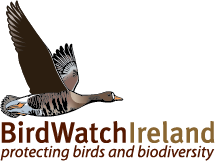 BirdWatchIreland
protecting birds and biodiversity